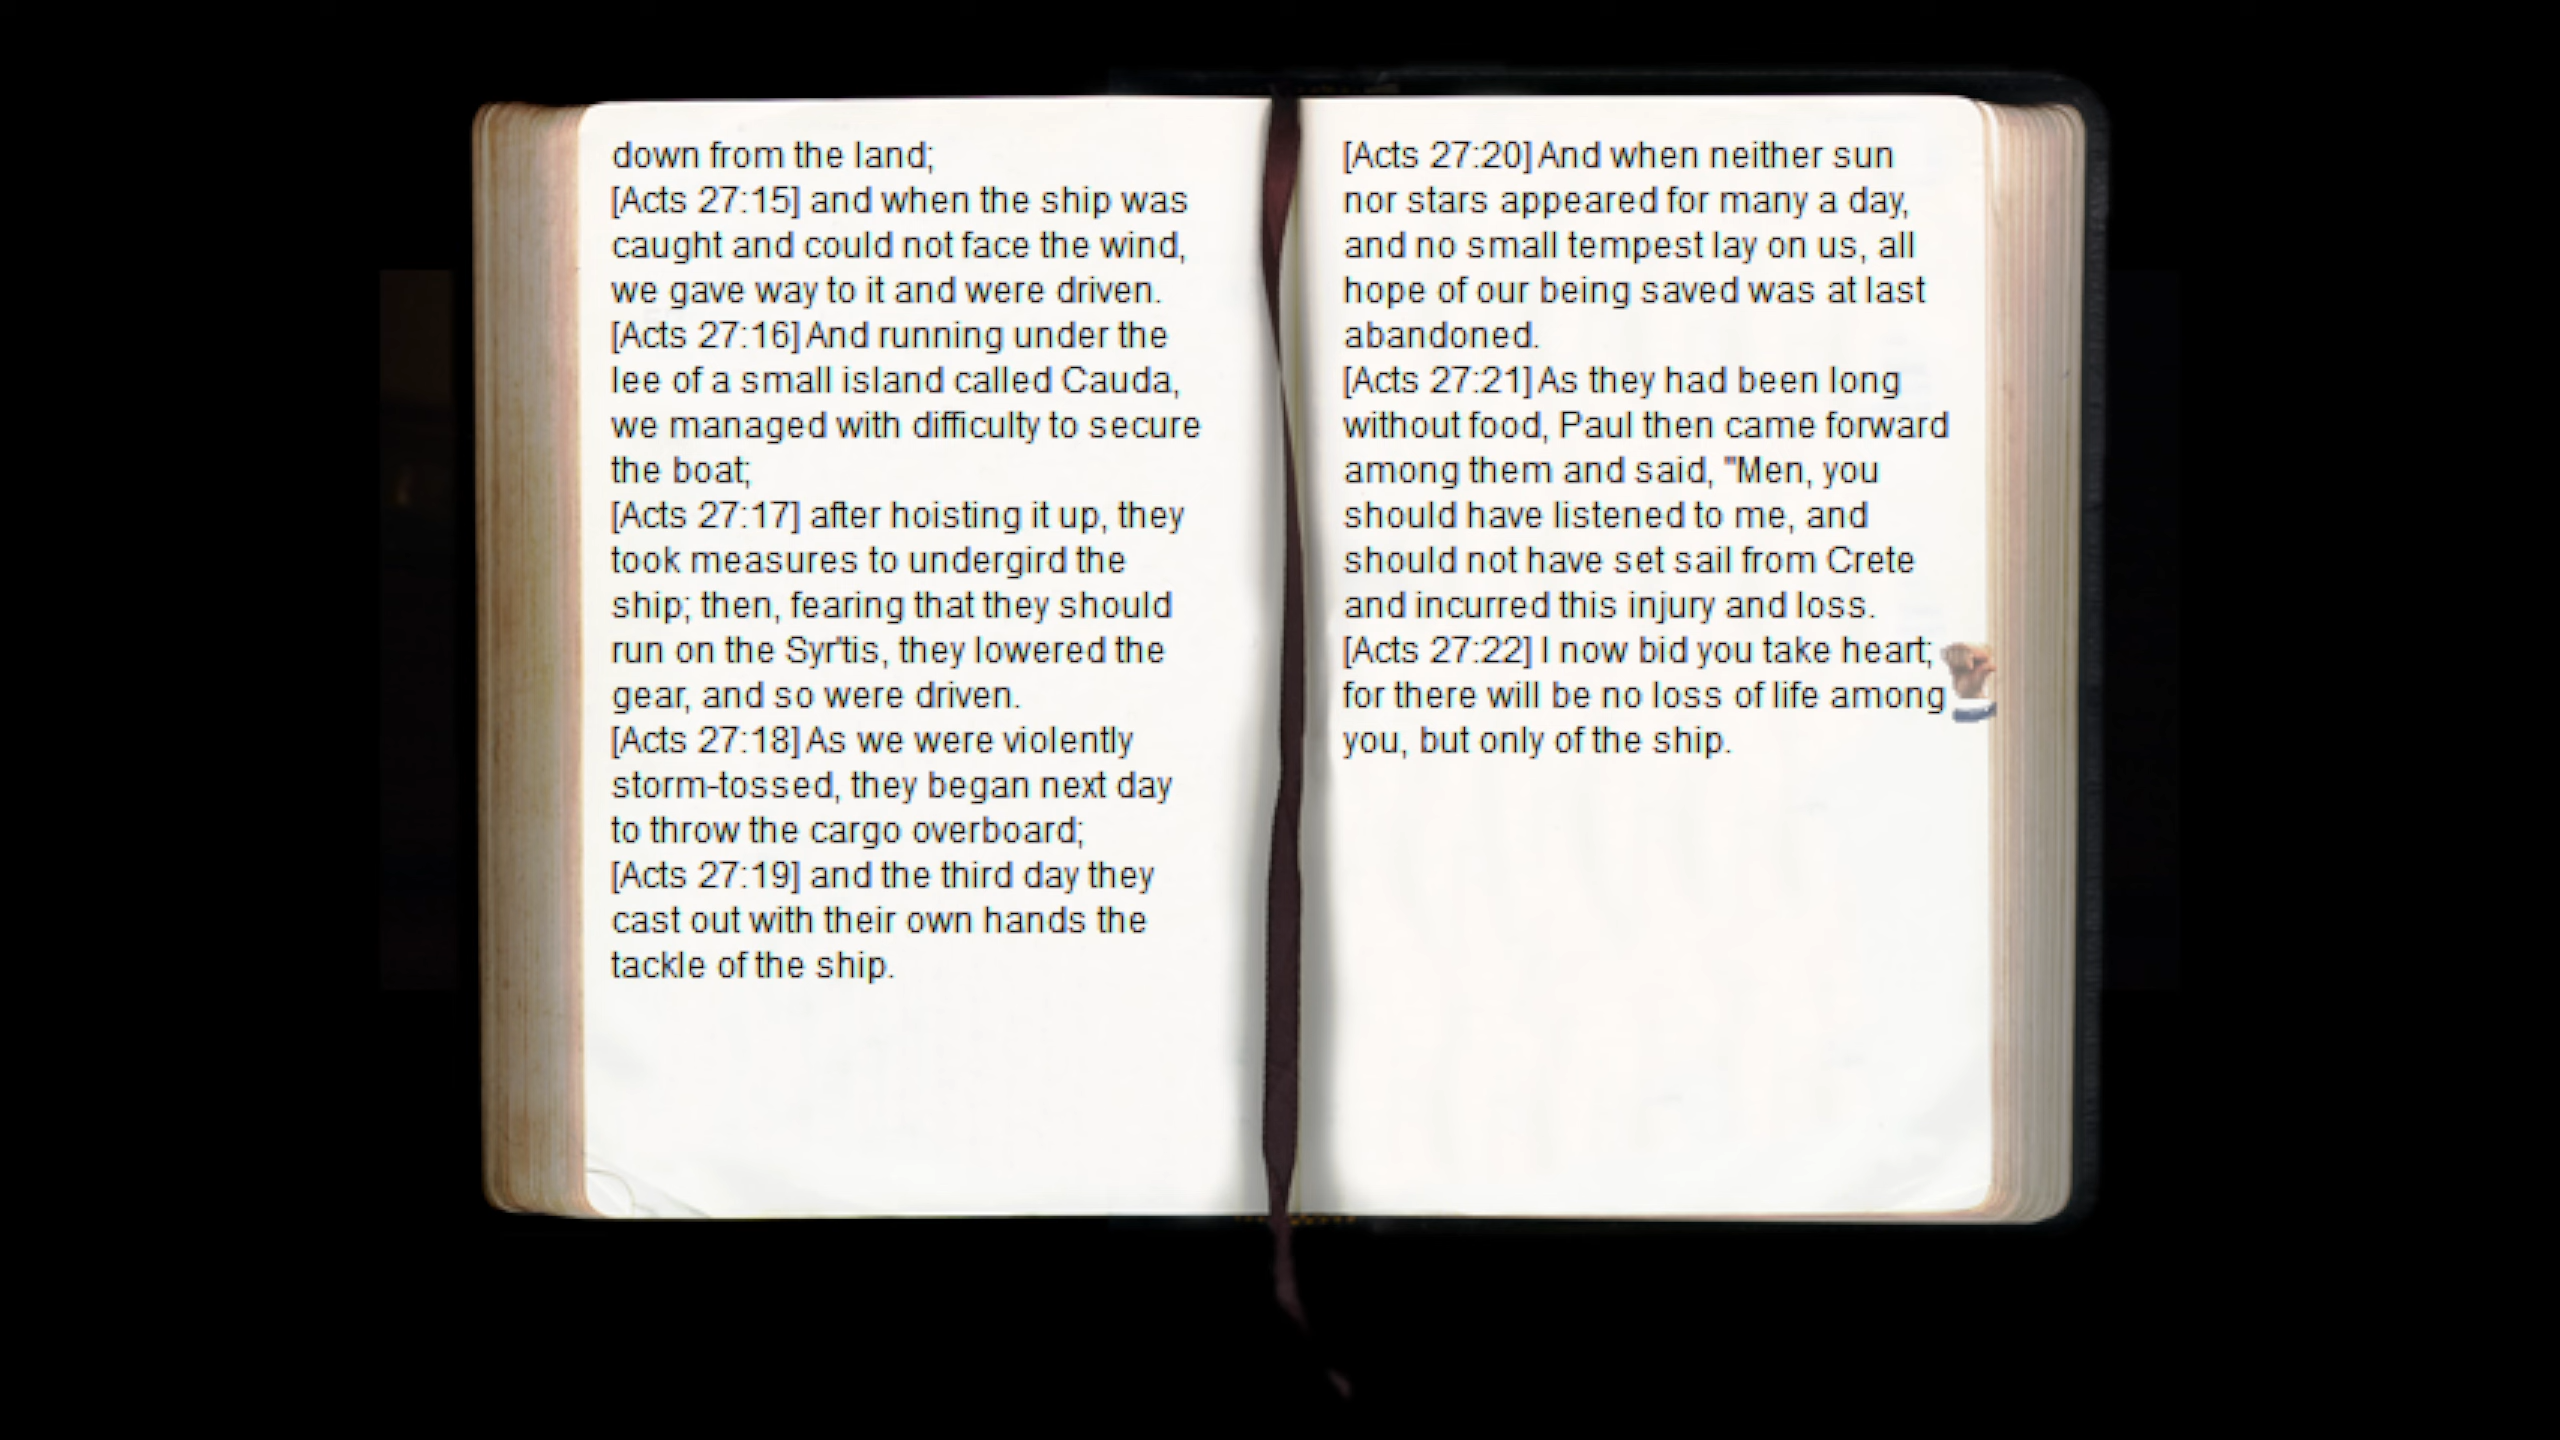 down from the land;
[Acts 27:15] and when the ship was
caught and could not face the wind,
we gave way to it and were driven.
[Acts 27:16] And running under the
lee of a small island called Cauda,
we managed with difficulty to secure
the boat;
[Acts 27:17] after hoisting it up, they
took measures to undergird the
ship; then, fearing that they should
run on the Syr'tis, they lowered the
gear, and so were driven.
[Acts 27:18] As we were violently
storm-tossed, they began next day
to throw the cargo overboard;
[Acts 27:19] and the third day they
cast out with their own hands the
tackle of the ship.
[Acts 27:20] And when neither sun
nor stars appeared for many a day,
and no small tempest lay on us, all
hope of our being saved was at last
abandoned.
[Acts 27:21] As they had been long
without food, Paul then came forward
among them and said, "Men, you
should have listened to me, and
should not have set sail from Crete
and incurred this injury and loss.
[Acts 27:22] I now bid you take heart;
for there will be no loss of life among
you, but only of the ship.